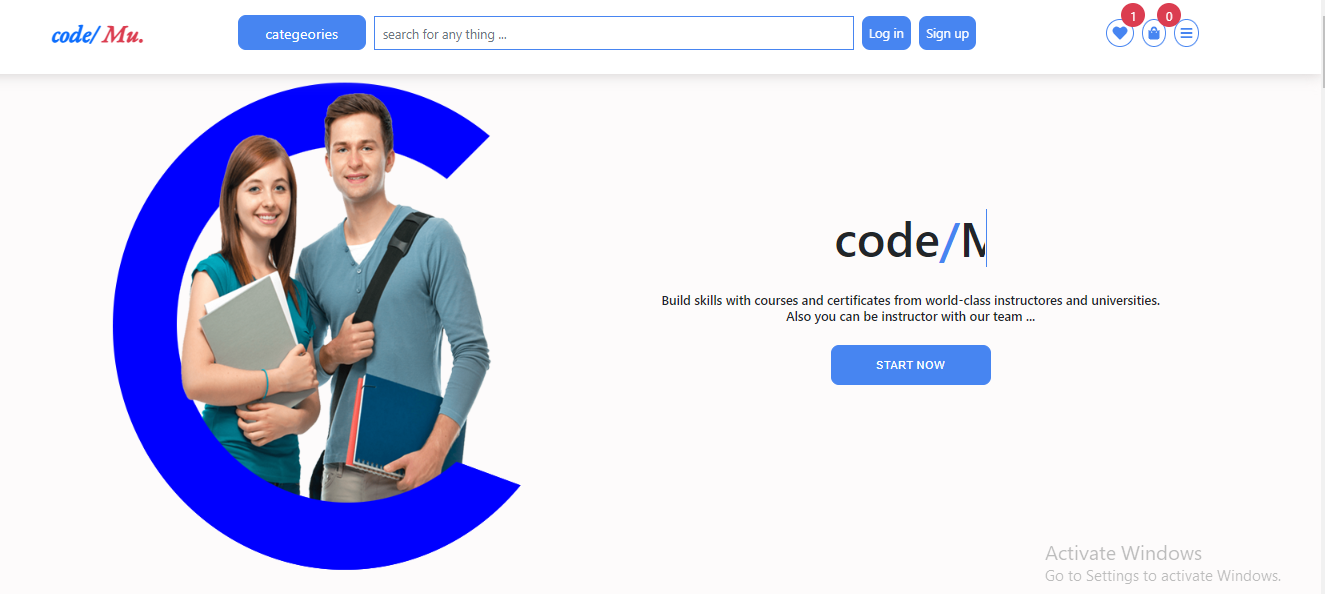 code/ Mu.
categeories
search for any thing ...
Log in
Sign up
1
0
code/M
Build skills with courses and certificates from world-class instructores and universities.
Also you can be instructor with our team ...
START NOW
Activate Windows
Go to Settings to activate Windows.